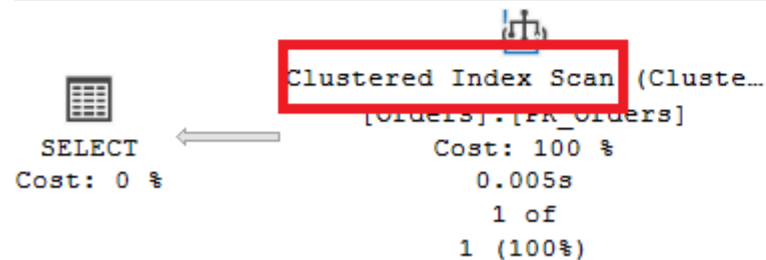 Clustered Index Scan (Cluste…
[Orders].[PK_Orders]
SELECT
Cost: 0 %
Cost: 100 %
0.005s
1 of
1 (100%)